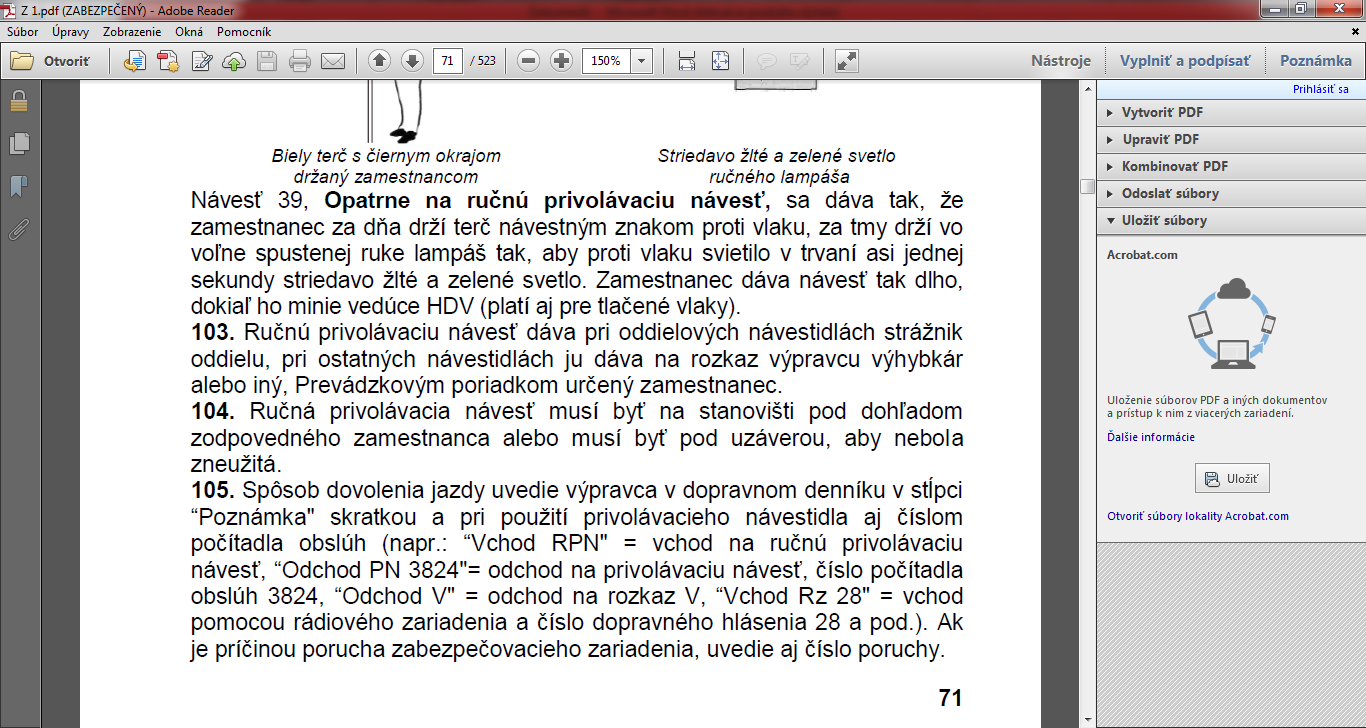 Z 1.pdf (ZABEZPEČENÝ) - Adobe Reader
Súbor Úpravy Zobrazenie Okná Pomocník
Otvoriť 71 / 523 150% Nástroje Vyplniť a podpísať Poznámka
Prihlásiť sa
Vytvoriť PDF
Upraviť PDF
Kombinovať PDF
Odoslať súbory
Uložiť súbory
Acrobat.com
Uloženie súborov PDF a iných dokumentov
a prístup k nim z viacerých zariadení.
Ďalšie informácie
Uložiť
Otvoriť súbory lokality Acrobat.com
Biely terč s čiernym okrajom
držaný zamestnancom
Striedavo žlté a zelené svetlo
ručného lampáša
Návesť 39, Opatrne na ručnú privolávaciu návesť, sa dáva tak, že
zamestnanec za dňa drží terč návestným znakom proti vlaku, za tmy drží vo
voľne spustenej ruke lampáš tak, aby proti vlaku svietilo v trvaní asi jednej
sekundy striedavo žlté a zelené svetlo. Zamestnanec dáva návesť tak dlho,
dokiaľ ho minie vedúce HDV (platí aj pre tlačené vlaky).
103. Ručnú privolávaciu návesť dáva pri oddielových návestidlách strážnik
oddielu, pri ostatných návestidlách ju dáva na rozkaz výpravcu výhybkár
alebo iný, Prevádzkovým poriadkom určený zamestnanec.
104. Ručná privolávacia návesť musí byť na stanovišti pod dohľadom
zodpovedného zamestnanca alebo musí byť pod uzáverou, aby nebola
zneužitá.
105. Spôsob dovolenia jazdy uvedie výpravca v dopravnom denníku v stĺpci
“Poznámka" skratkou a pri použití privolávacieho návestidla aj číslom
počítadla obslúh (napr.: “Vchod RPN" = vchod na ručnú privolávaciu
návesť, “Odchod PN 3824"= odchod na privolávaciu návesť, číslo počítadla
obslúh 3824, “Odchod V" = odchod na rozkaz V, “Vchod Rz 28" = vchod
pomocou rádiového zariadenia a číslo dopravného hlásenia 28 a pod.). Ak
je príčinou porucha zabezpečovacieho zariadenia, uvedie aj číslo poruchy.
71